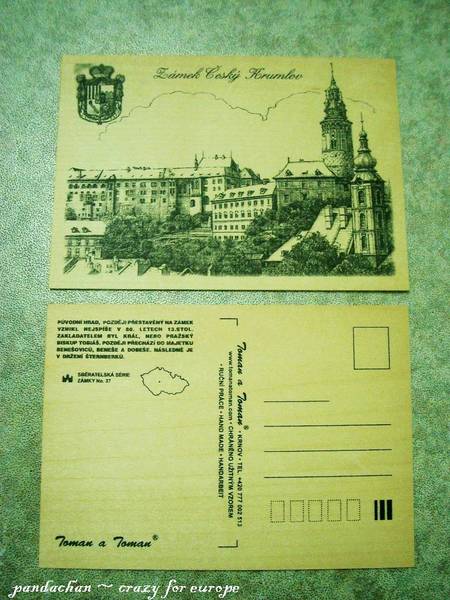 Zámek Český Krumlov
PŮVODNÍ HRAD, POZDĚJI PŘESTAVĚNÝ NA ZÁMEK
VZNIKL NEJSPÍŠE V 80. LETECH 13.STOL.
ZAKLADATELEM BYL KRÁL, NEBO PRAŽSKÝ
BISKUP TOBIÁŠ. POZDĚJI PŘECHÁZÍ DO MAJETKU
BENEŠOVICŮ, BENEŠE A DOBEŠE. NÁSLEDNĚ JE
V DRŽENÍ ŠTERNBERKŮ.
SBĚRATELSKÁ SÉRIE
ZÁMKY No. 37
Toman a Toman®
Toman a Toman® • KRNOV • TEL. +420 777 002 513
www.tomanatoman.com • CHRÁNĚNO UŽITNÝM VZOREM
• RUČNÍ PRÁCE • HAND MADE • HANDARBEIT
pandachan ~ crazy for europe